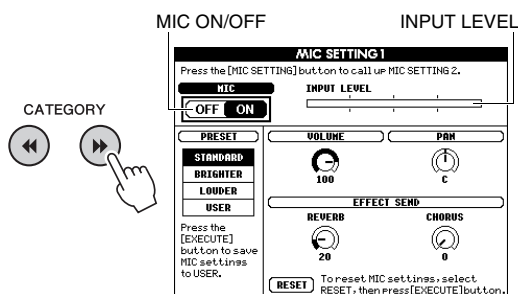 MIC ON/OFF
INPUT LEVEL
MIC SETTING1
Press the [MIC SETTING] button to call up MIC SETTING 2.
MIC
INPUT LEVEL
OFF ON
CATEGORY
PRESET
VOLUME
PAN
STANDARD
BRIGHTER
LOUDER
USER
100
C
EFFECT SEND
REVERB
CHORUS
20
0
Press the
[EXECUTE]
button to save
MIC settings
to USER.
RESET
To reset MIC settings, select
RESET, then press[EXECUTE]button.